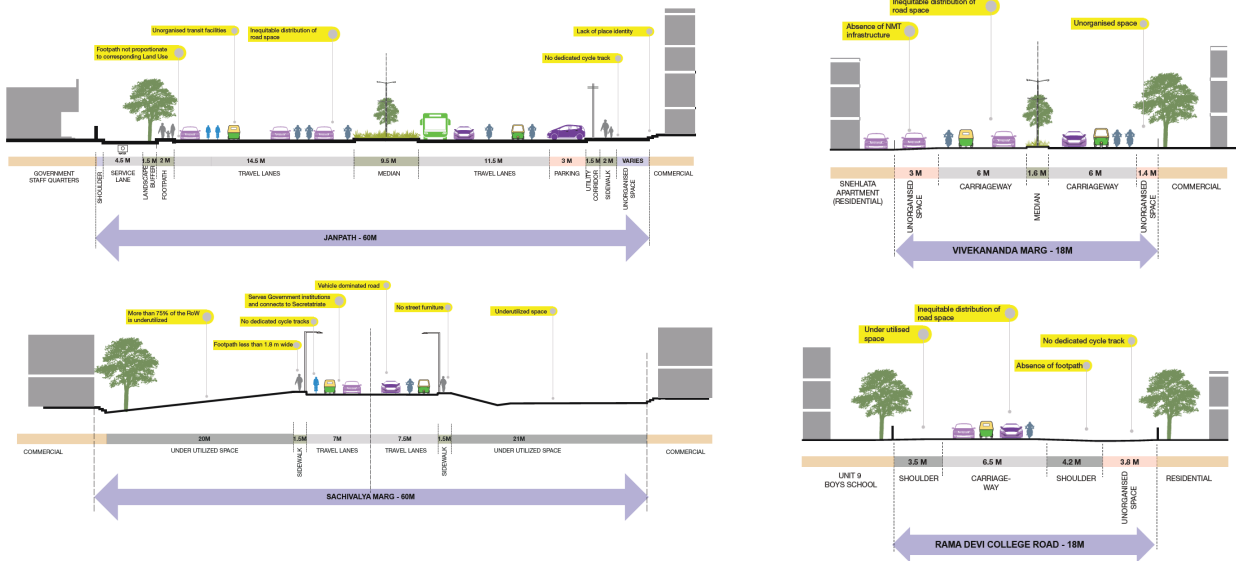 Unorganised transit facilities
Inequitable distribution of
road space
Lack of place identity
Footpath not proportionate
to corresponding Land Use
No dedicated cycle track
4.5 M
1.5 M
2 M
14.5 M
9.5 M
11.5 M
3 M
1.5 M
2 M
VARIES
GOVERNMENT
STAFF QUARTERS
SHOULDER
SERVICE
LANE
LANDSCAPE
BUFFER
FOOTPATH
TRAVEL LANES
MEDIAN
TRAVEL LANES
PARKING
UTILITY
CORRIDOR
SIDEWALK
UNORGANISED
SPACE
COMMERCIAL
JANPATH - 60M
Inequitable distribution of
road space
Absence of NMT
infrastructure
Unorganised space
3 M
6 M
1.6 M
6 M
1.4 M
SNEHLATA
APARTMENT
(RESIDENTIAL)
UNORGANISED
SPACE
CARRIAGEWAY
MEDIAN
CARRIAGEWAY
UNORGANISED
SPACE
COMMERCIAL
VIVEKANANDA MARG - 18M
Vehicle dominated road
Serves Government institutions
and connects to Secretatriate
No street furniture
Underutilized space
More than 75% of the RoW
is underutilized
No dedicated cycle tracks
Footpath less than 1.8 m wide
20M
1.5M
7M
7.5M
1.5M
21M
COMMERCIAL
UNDER UTILIZED SPACE
SIDEWALK
TRAVEL LANES
TRAVEL LANES
SIDEWALK
UNDER UTILIZED SPACE
COMMERCIAL
SACHIVALYA MARG - 60M
Inequitable distribution of
road space
Under utilised
space
No dedicated cycle track
Absence of footpath
3.5 M
6.5 M
4.2 M
3.8 M
UNIT 9
BOYS SCHOOL
SHOULDER
CARRIAGE-
WAY
SHOULDER
UNORGANISED
SPACE
RESIDENTIAL
RAMA DEVI COLLEGE ROAD - 18M